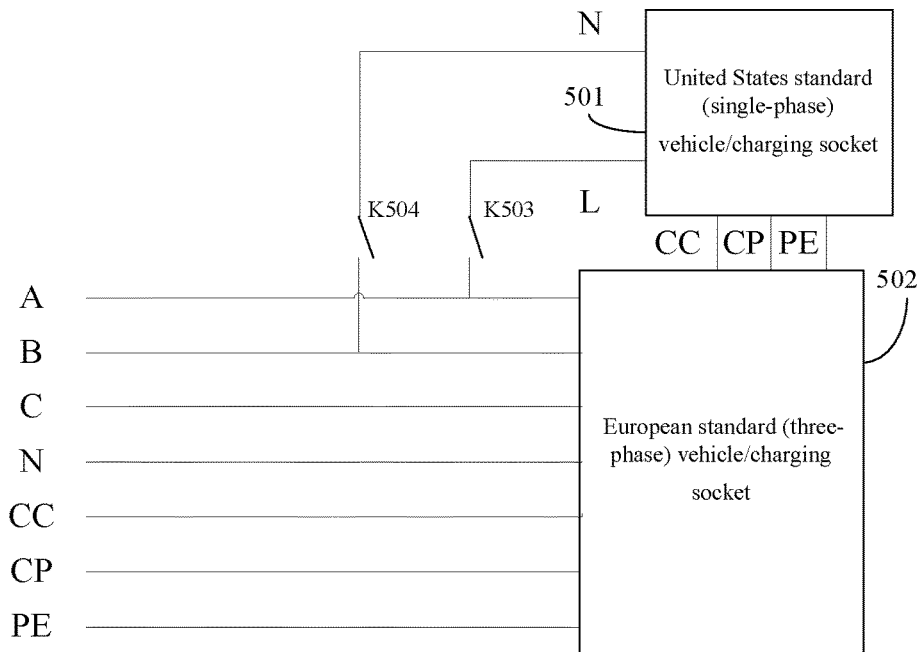 N
United States standard
(single-phase)
vehicle/charging socket
501
K504
K503
L
CC CP PE
502
A
B
C
N
CC
CP
PE
European standard (three-
phase) vehicle/charging
socket